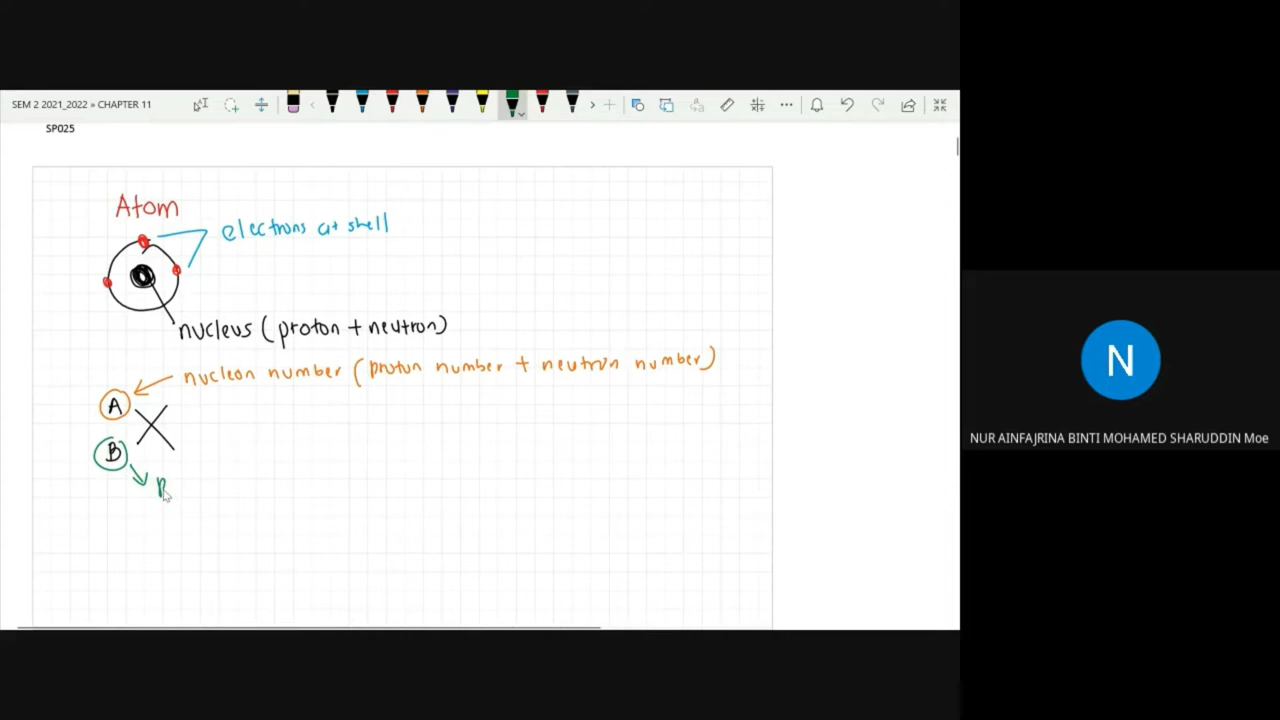 SEM 2 2021_2022 » CHAPTER 11
SP025
Atom
electrons at shell
nucleus (proton + neutron)
nucleon number (proton number + neutron number)
A
X
B
N
NUR AINFAJRINA BINTI MOHAMED SHARUDDIN Moe